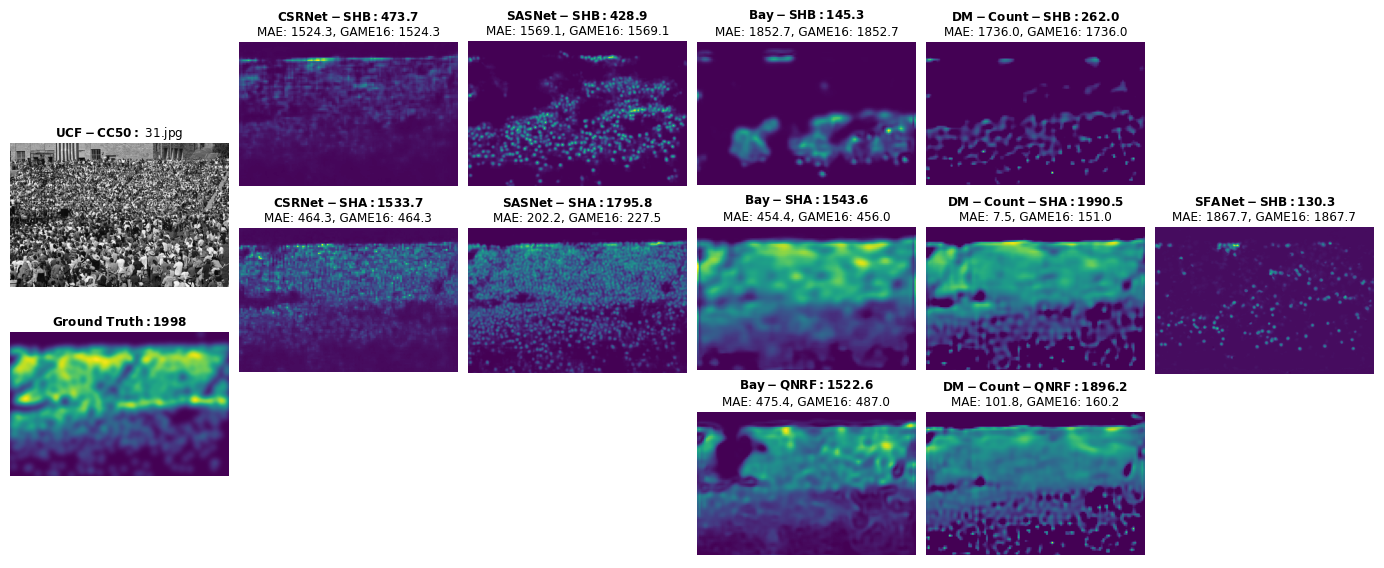 CSRNet − SHB : 473.7
MAE: 1524.3, GAME16: 1524.3
SASNet − SHB : 428.9
MAE: 1569.1, GAME16: 1569.1
Bay − SHB : 145.3
MAE: 1852.7, GAME16: 1852.7
DM − Count − SHB : 262.0
MAE: 1736.0, GAME16: 1736.0
UCF − CC50 : 31.jpg
CSRNet − SHA : 1533.7
MAE: 464.3, GAME16: 464.3
SASNet − SHA : 1795.8
MAE: 202.2, GAME16: 227.5
Bay − SHA : 1543.6
MAE: 454.4, GAME16: 456.0
DM − Count − SHA : 1990.5
MAE: 7.5, GAME16: 151.0
SFANet − SHB : 130.3
MAE: 1867.7, GAME16: 1867.7
Ground Truth : 1998
Bay − QNRF : 1522.6
MAE: 475.4, GAME16: 487.0
DM − Count − QNRF : 1896.2
MAE: 101.8, GAME16: 160.2